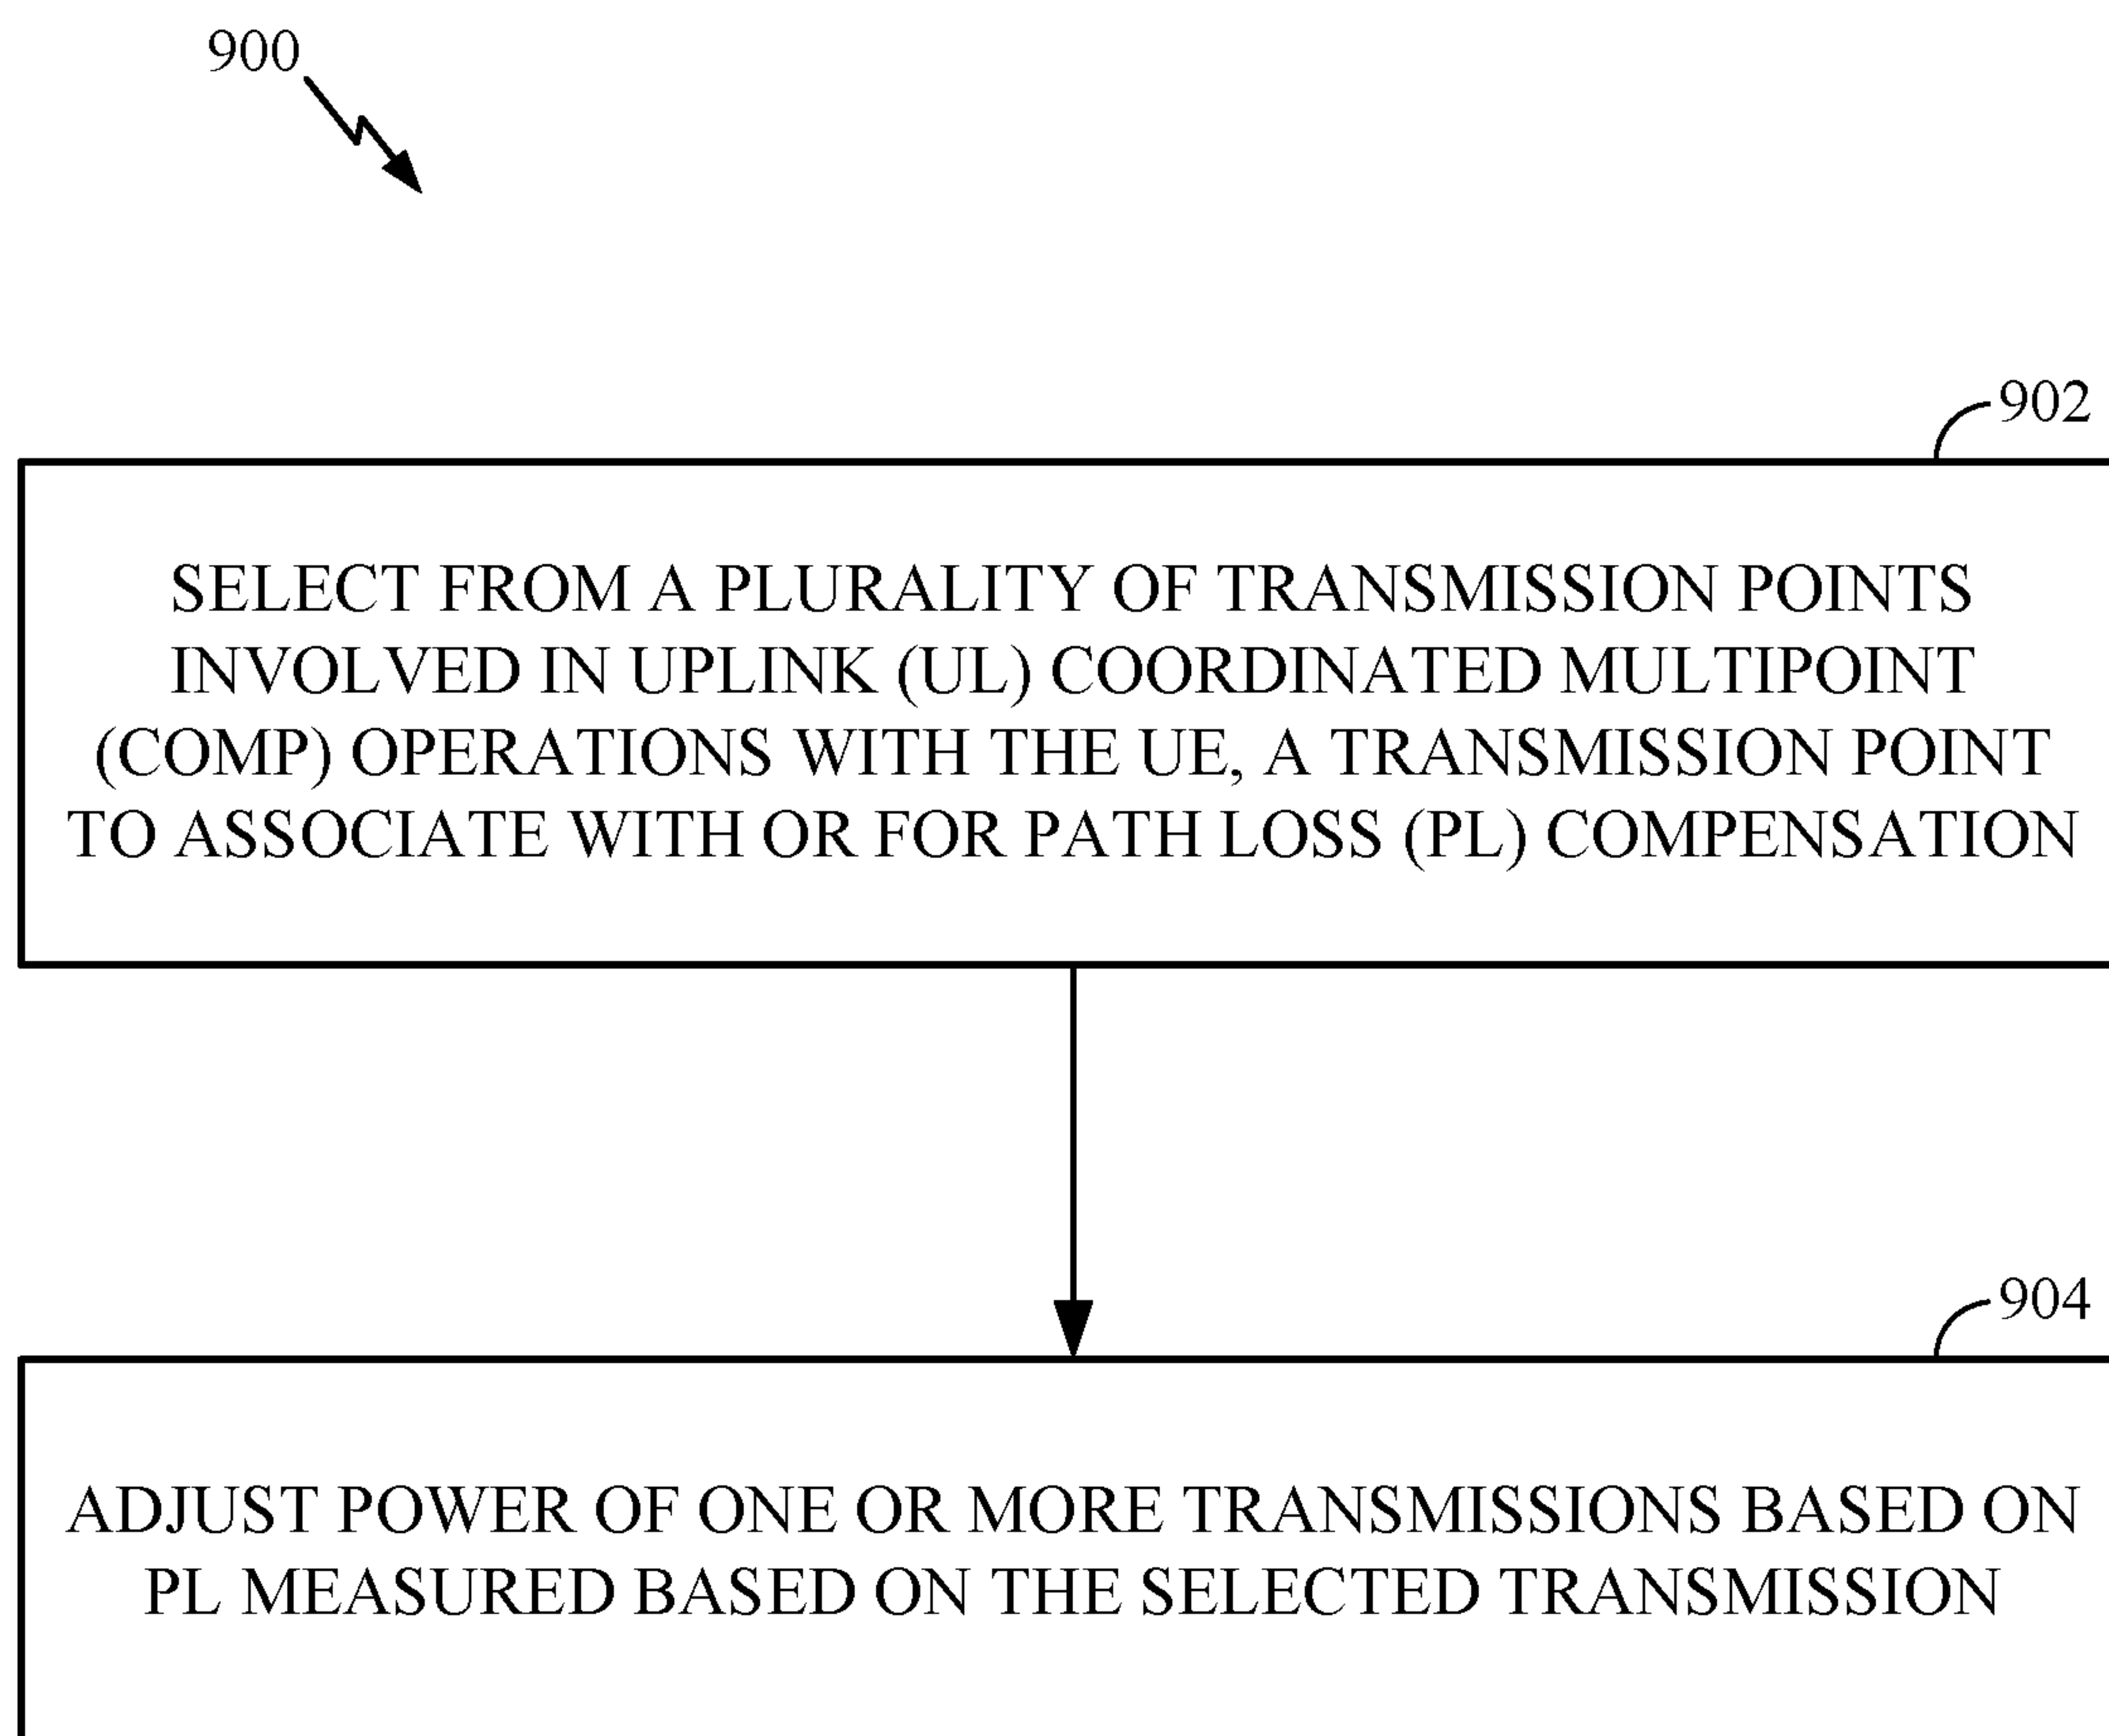 900
902
SELECT FROM A PLURALITY OF TRANSMISSION POINTS
INVOLVED IN UPLINK (UL) COORDINATED MULTIPOINT
(COMP) OPERATIONS WITH THE UE, A TRANSMISSION POINT
TO ASSOCIATE WITH OR FOR PATH LOSS (PL) COMPENSATION
904
ADJUST POWER OF ONE OR MORE TRANSMISSIONS BASED ON
PL MEASURED BASED ON THE SELECTED TRANSMISSION